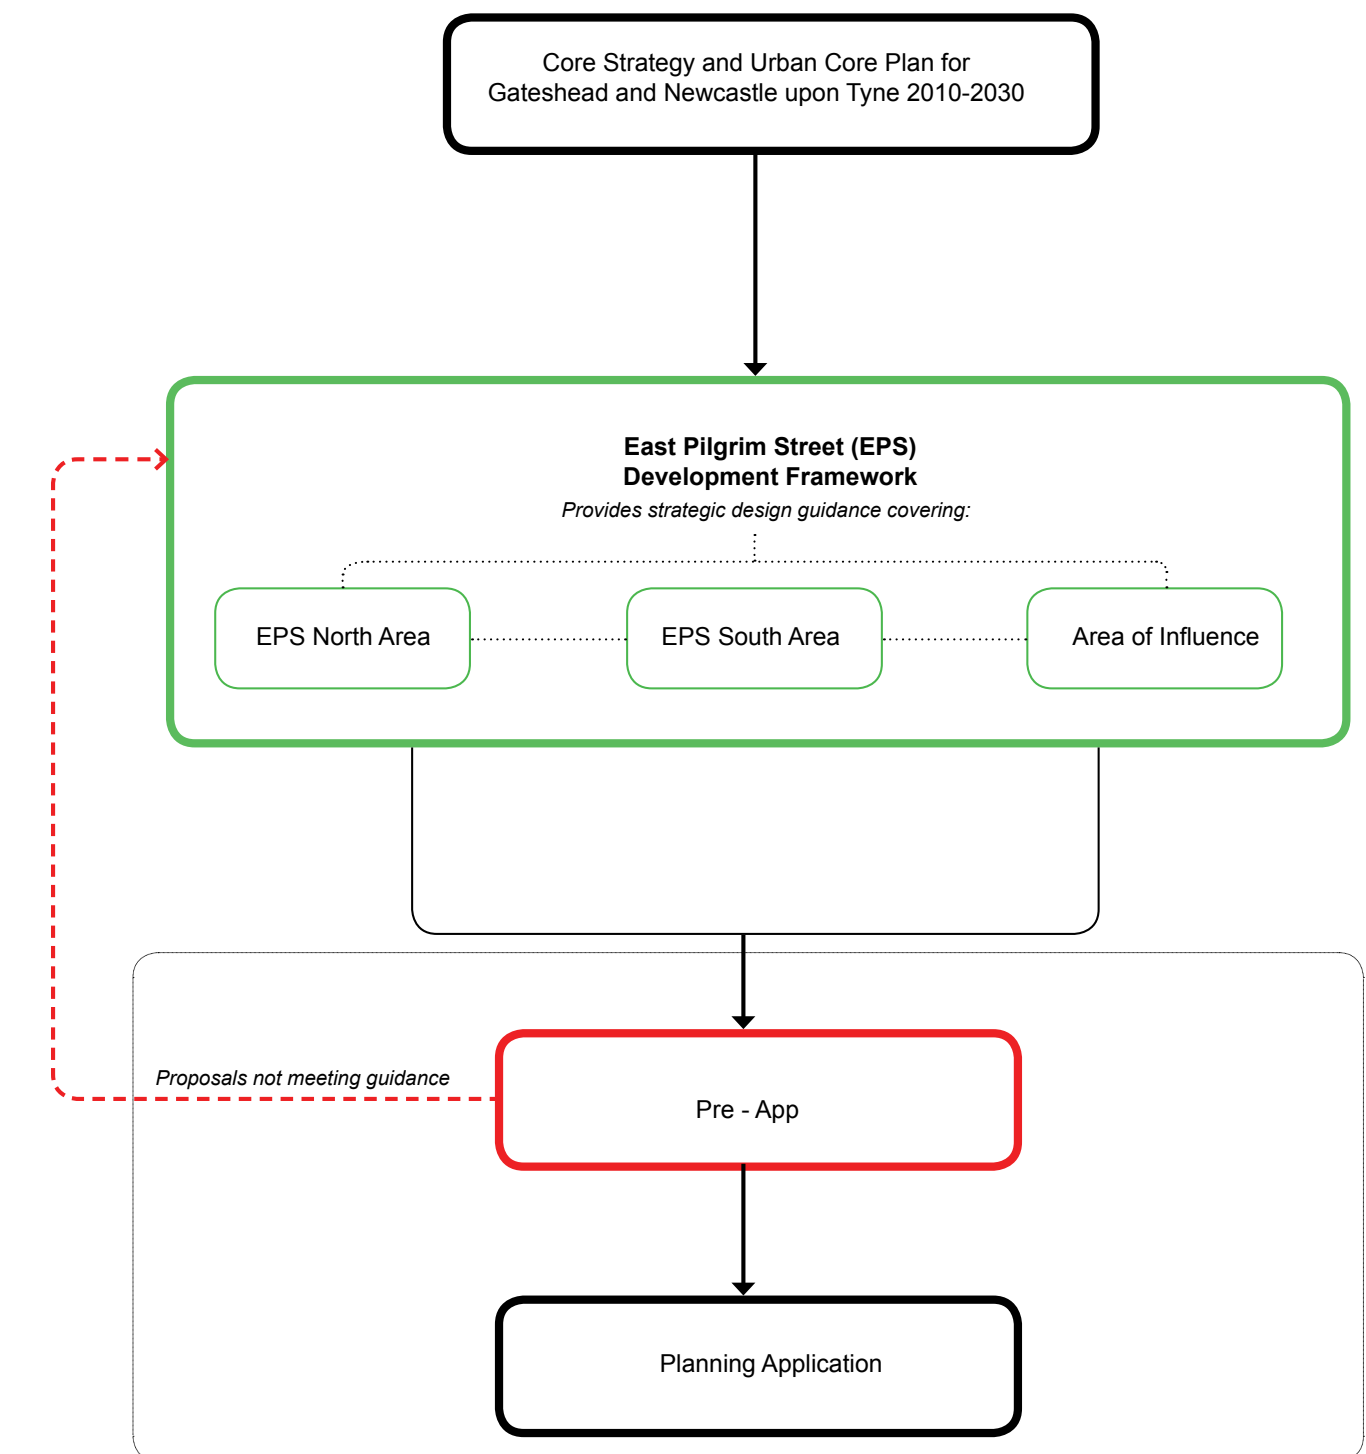 Core Strategy and Urban Core Plan for
Gateshead and Newcastle upon Tyne 2010-2030
East Pilgrim Street (EPS)
Development Framework
Provides strategic design guidance covering:
EPS North Area
EPS South Area
Area of Influence
Proposals not meeting guidance
Pre - App
Planning Application